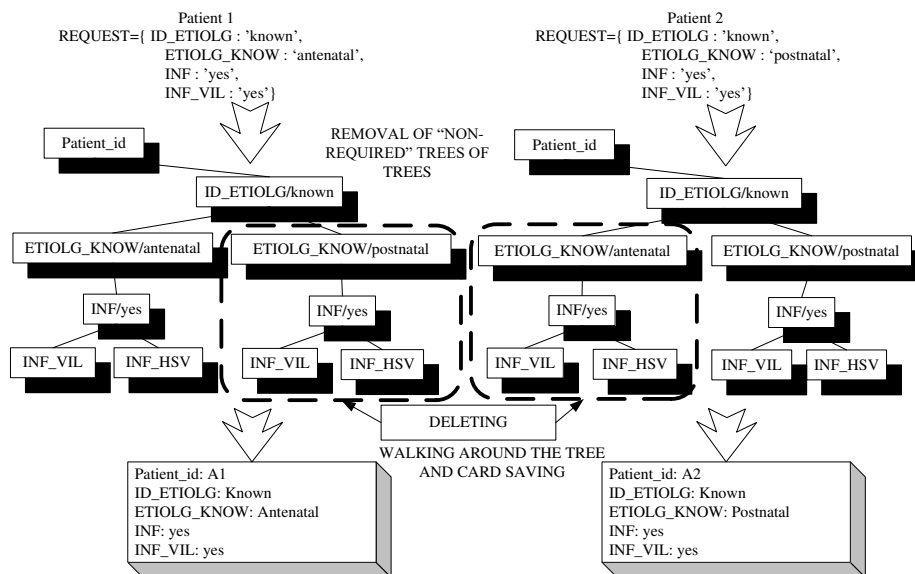 Patient 1
REQUEST={ ID_ETIOLG : 'known',
ETIOLG_KNOW : ‘antenatal’,
INF : 'yes',
INF_VIL : 'yes'}
Patient 2
REQUEST={ ID_ETIOLG : 'known',
ETIOLG_KNOW : ‘postnatal’,
INF : 'yes',
INF_VIL : 'yes'}
REMOVAL OF “NON-
REQUIRED” TREES OF
TREES
Patient_id
ID_ETIOLG/known
ETIOLG_KNOW/antenatal
ETIOLG_KNOW/postnatal
INF/yes
INF/yes
INF_VIL
INF_HSV
INF_VIL
INF_HSV
Patient_id
ID_ETIOLG/known
ETIOLG_KNOW/antenatal
ETIOLG_KNOW/postnatal
INF/yes
INF/yes
INF_VIL
INF_HSV
INF_VIL
INF_HSV
DELETING
WALKING AROUND THE TREE
AND CARD SAVING
Patient_id: A1
ID_ETIOLG: Known
ETIOLG_KNOW: Antenatal
INF: yes
INF_VIL: yes
Patient_id: A2
ID_ETIOLG: Known
ETIOLG_KNOW: Postnatal
INF: yes
INF_VIL: yes